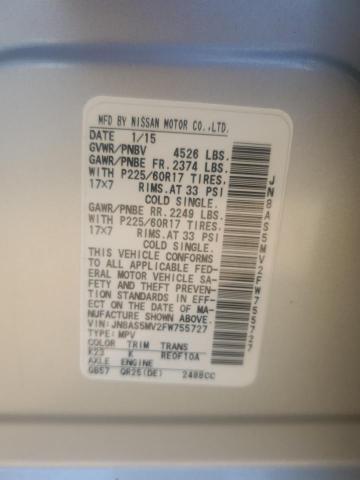 MFD BY NISSAN MOTOR CO.,LTD.
DATE 1/15
GVWR/PNBV 4526 LBS.
GAWR/PNBE FR. 2374 LBS.
WITH P225/60R17 TIRES.
17X7 RIMS.AT 33 PSI
COLD SINGLE.
GAWR/PNBE RR. 2249 LBS.
WITH P225/60R17 TIRES.
17X7 RIMS.AT 33 PSI
COLD SINGLE.
THIS VEHICLE CONFORMS
TO ALL APPLICABLE FED-
ERAL MOTOR VEHICLE SA-
FETY AND THEFT PREVEN-
TION STANDARDS IN EFF-
ECT ON THE DATE OF MA-
NUFACTURE SHOWN ABOVE.
VIN:JN8AS5MV2FW755727
TYPE: MPV
COLOR TRIM TRANS
K23 K RE0F10A
AXLE ENGINE
GB57 QR25(DE) 2488CC
JN8AS5MV2FW755727